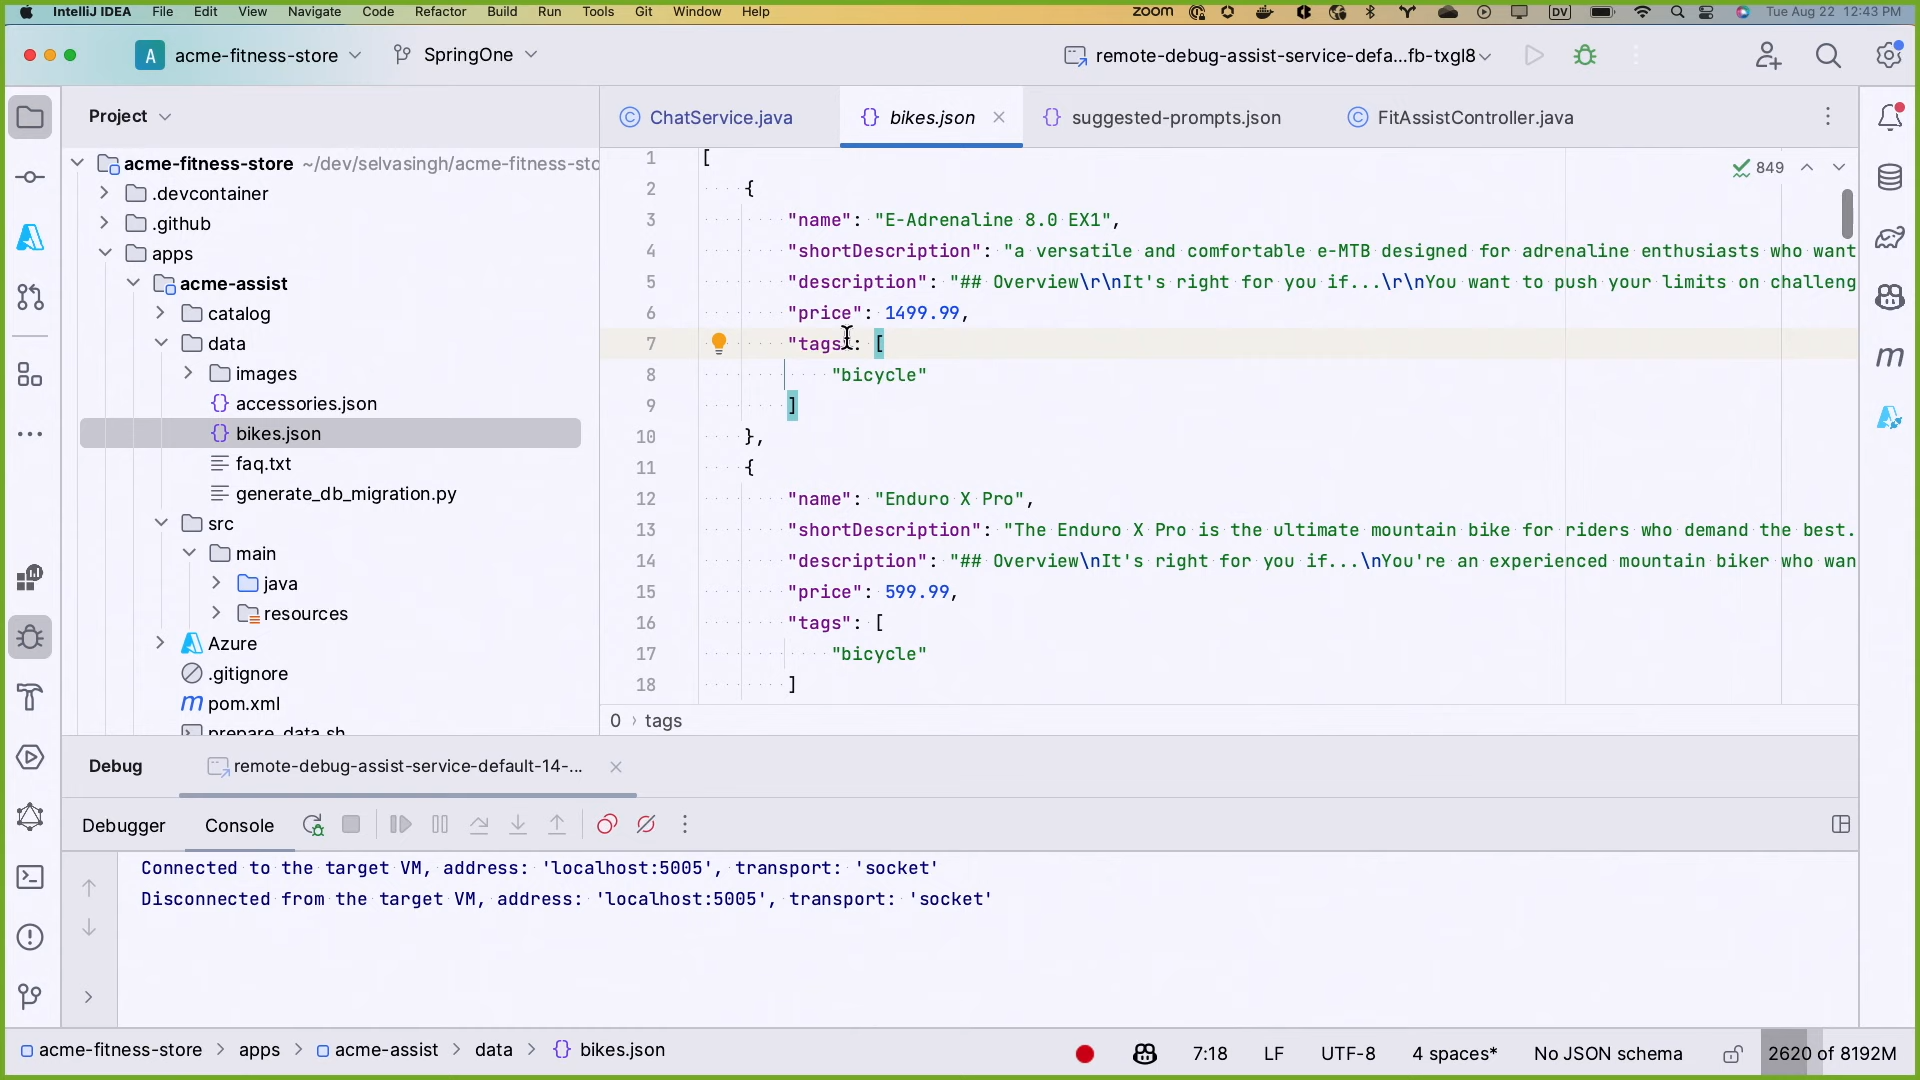 IntelliJ IDEA File Edit View Navigate Code Refactor Build Run Tools Git Window Help zoom DV Tue Aug 22 12:43 PM
A acme-fitness-store SpringOne remote-debug-assist-service-defa...fb-txgl8
Project
ChatService.java bikes.json suggested-prompts.json FitAssistController.java
acme-fitness-store ~/dev/selvasingh/acme-fitness-sto
.devcontainer
.github
apps
acme-assist
catalog
data
images
accessories.json
bikes.json
faq.txt
generate_db_migration.py
src
main
java
resources
Azure
.gitignore
pom.xml
prepare_data.sh
849
1 [
2 {
3 "name": "E-Adrenaline 8.0 EX1",
4 "shortDescription": "a versatile and comfortable e-MTB designed for adrenaline enthusiasts who want
5 "description": "## Overview\r\nIt's right for you if...\r\nYou want to push your limits on challeng
6 "price": 1499.99,
7 "tags": [
8 "bicycle"
9 ]
10 },
11 {
12 "name": "Enduro X Pro",
13 "shortDescription": "The Enduro X Pro is the ultimate mountain bike for riders who demand the best.
14 "description": "## Overview\nIt's right for you if...\nYou're an experienced mountain biker who wan
15 "price": 599.99,
16 "tags": [
17 "bicycle"
18 ]
0 › tags
Debug remote-debug-assist-service-default-14-...
Debugger Console
Connected to the target VM, address: 'localhost:5005', transport: 'socket'
Disconnected from the target VM, address: 'localhost:5005', transport: 'socket'
acme-fitness-store > apps > acme-assist > data > bikes.json 7:18 LF UTF-8 4 spaces* No JSON schema 2620 of 8192M